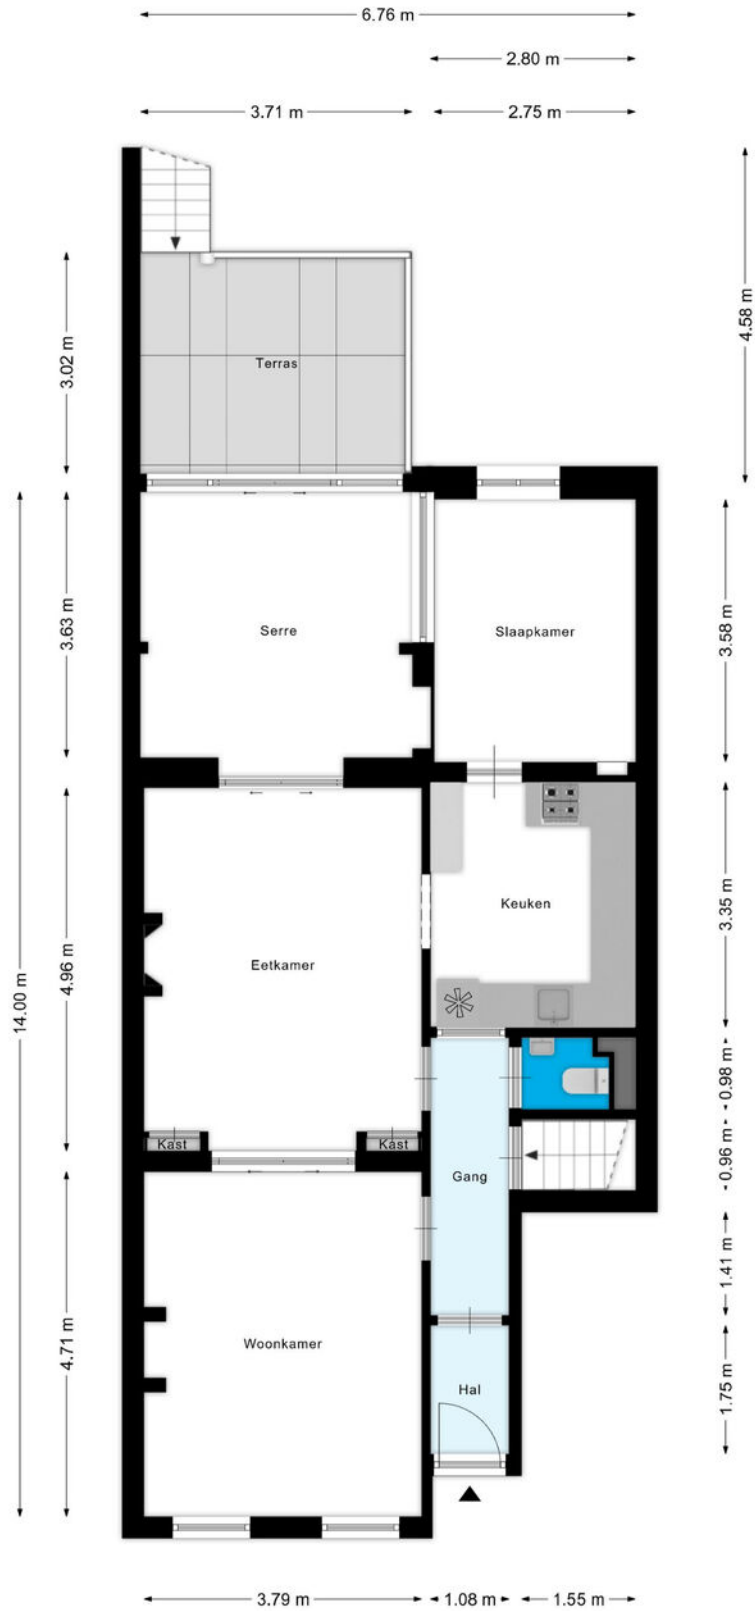 6.76 m
2.80 m
3.71 m
2.75 m
4.58 m
3.02 m
Terras
14.00 m
3.63 m
Serre
Slaapkamer
3.58 m
4.96 m
Eetkamer
Keuken
3.35 m
0.98 m
Kast
Kast
0.96 m
Gang
1.41 m
4.71 m
Woonkamer
Hal
1.75 m
3.79 m
1.08 m
1.55 m